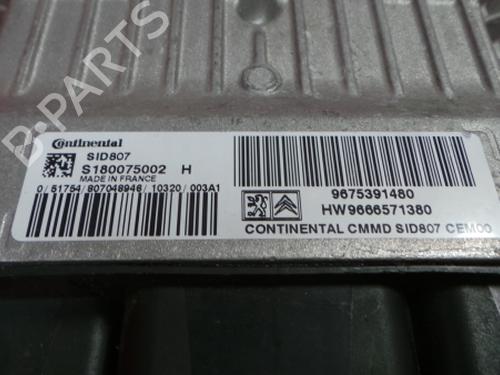 B-PARTS
Continental
SID807
S180075002 H
MADE IN FRANCE
0/51754/807048946/10320/003A1
9675391480
HW9666571380
CONTINENTAL CMMD SID807 CEM00